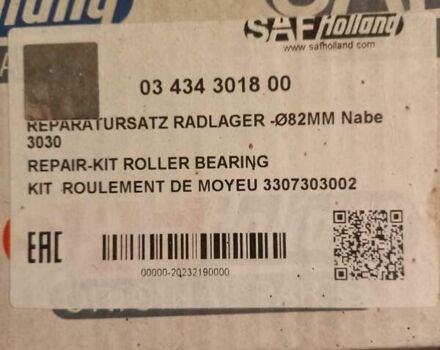 SAF Holland
www.safholland.com
03 434 3018 00
REPARATURSATZ RADLAGER -Ø82MM Nabe
3030
REPAIR-KIT ROLLER BEARING
KIT ROULEMENT DE MOYEU 3307303002
EAC
00000-20232190000